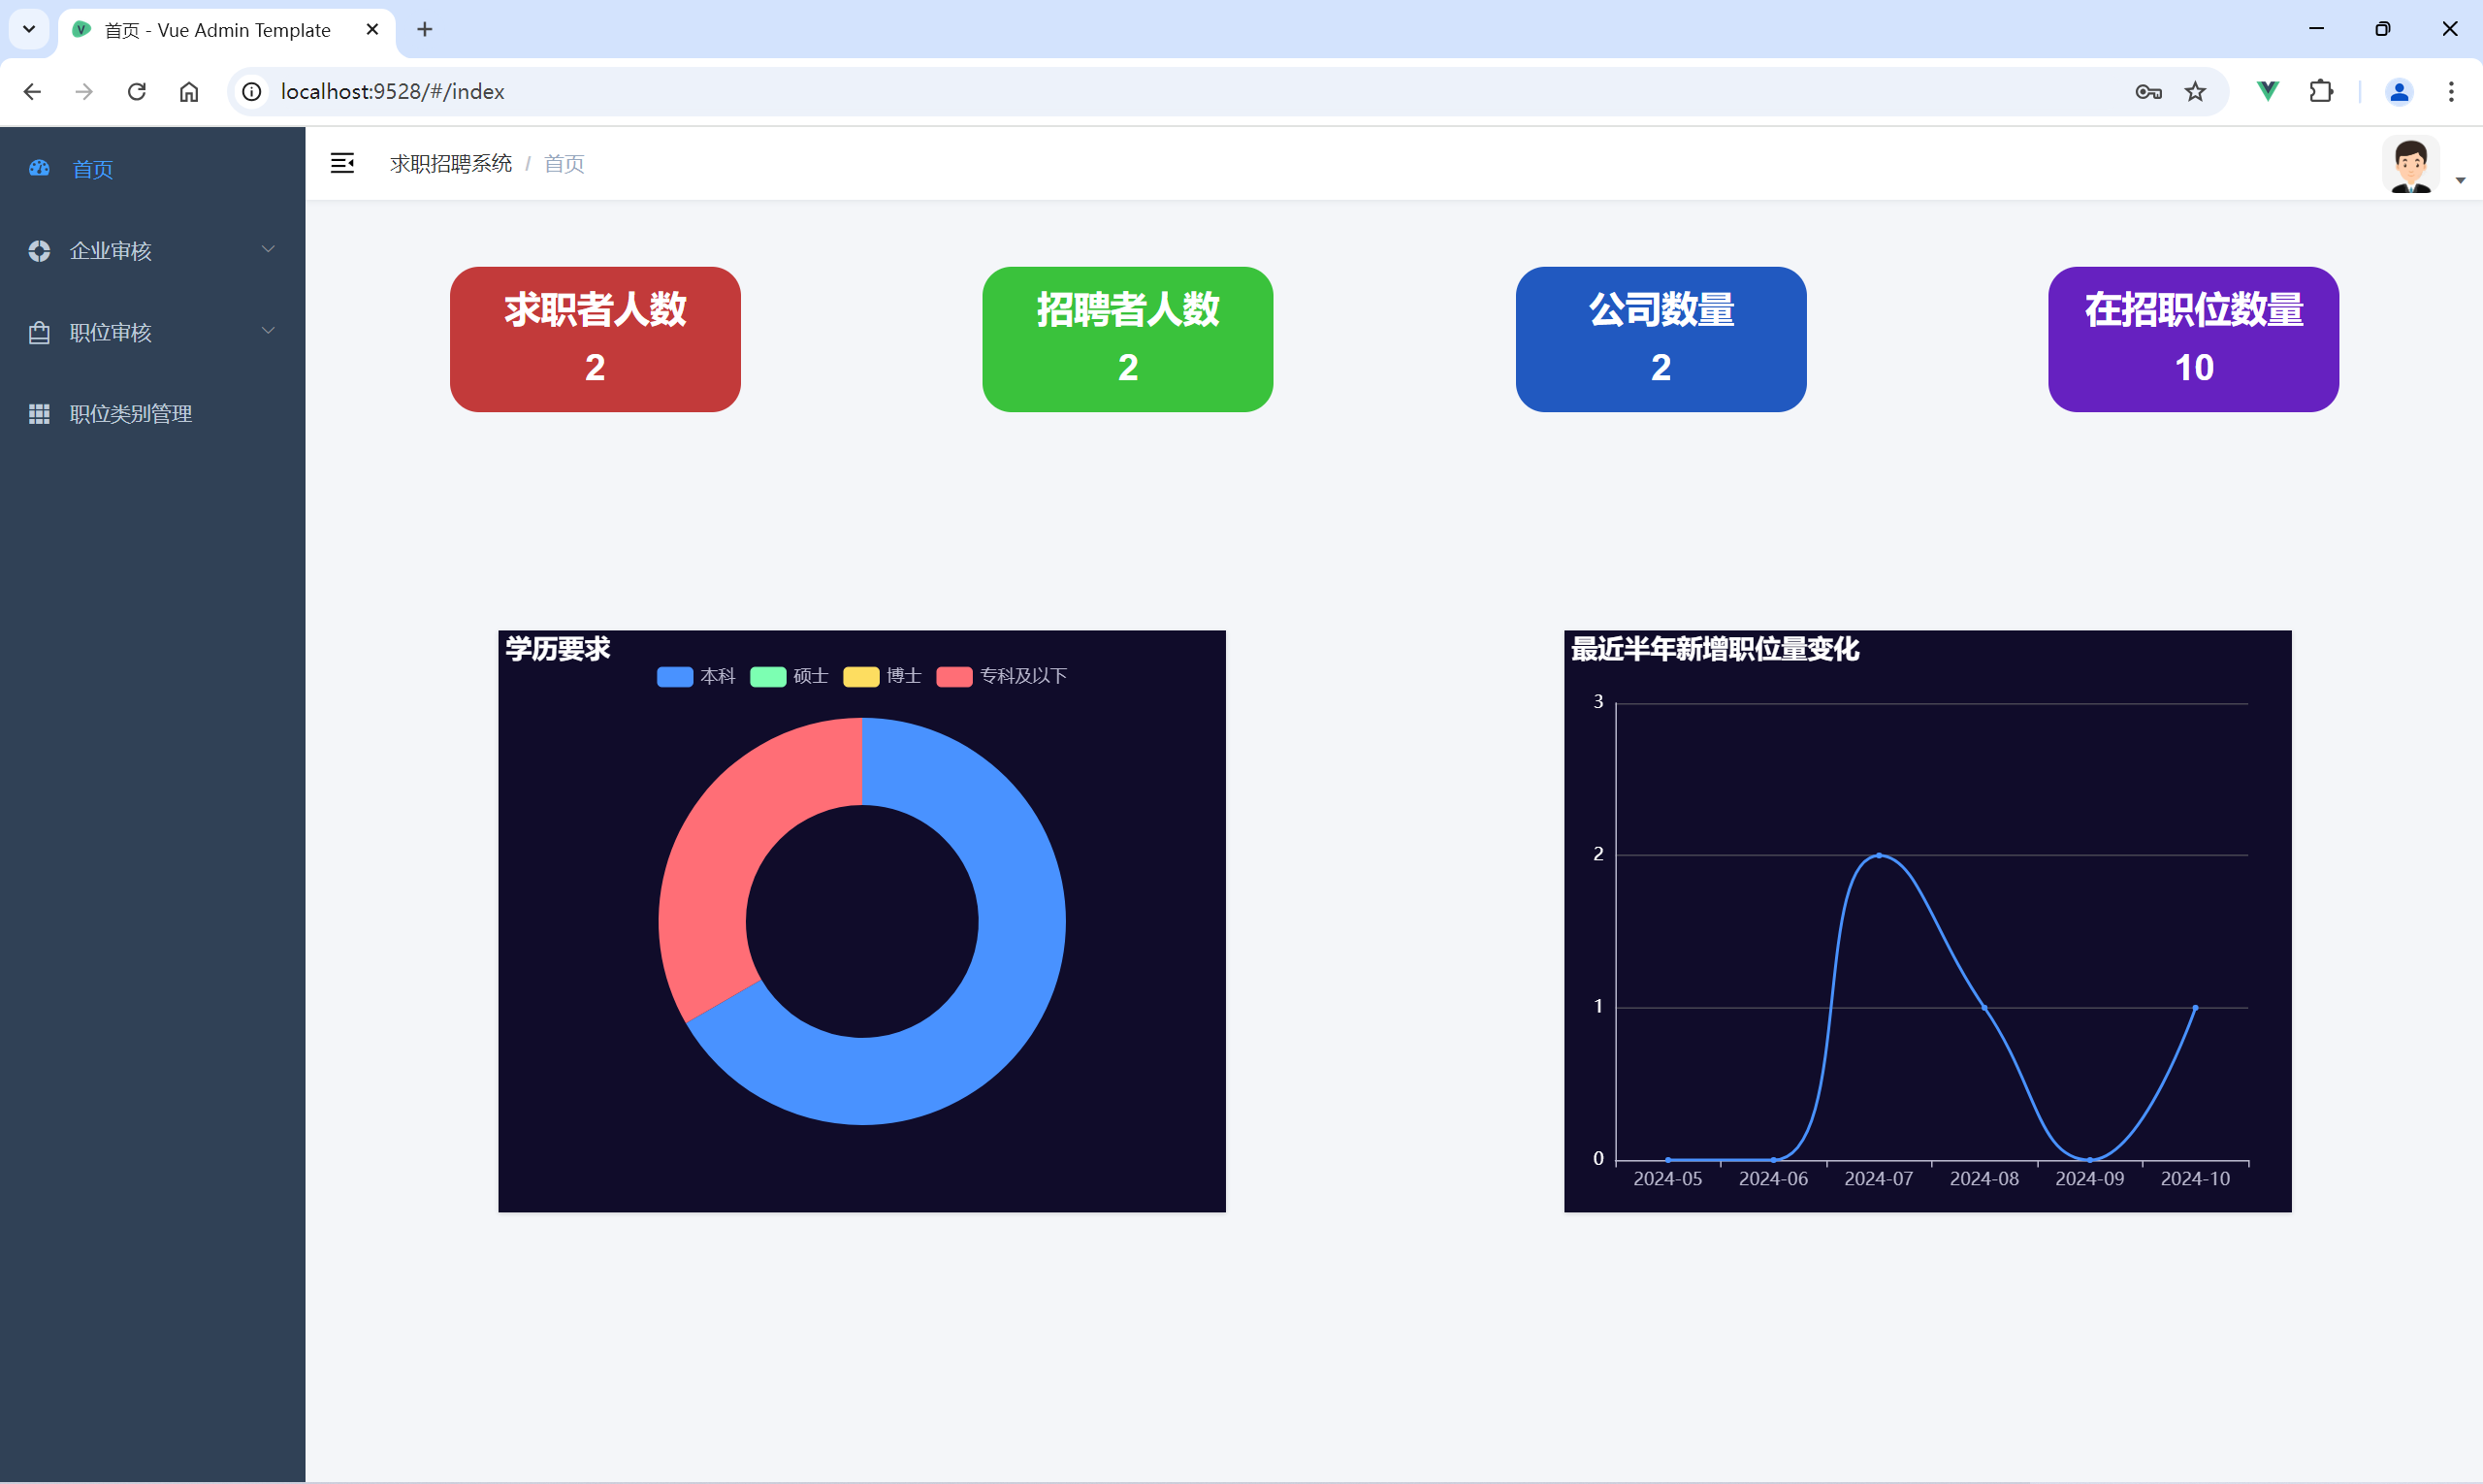 首页 - Vue Admin Template
localhost:9528/#/index
首页
企业审核
职位审核
职位类别管理
求职招聘系统 / 首页
求职者人数
2
招聘者人数
2
公司数量
2
在招职位数量
10
学历要求
本科 硕士 博士 专科及以下
最近半年新增职位量变化
3
2
1
0
2024-05 2024-06 2024-07 2024-08 2024-09 2024-10